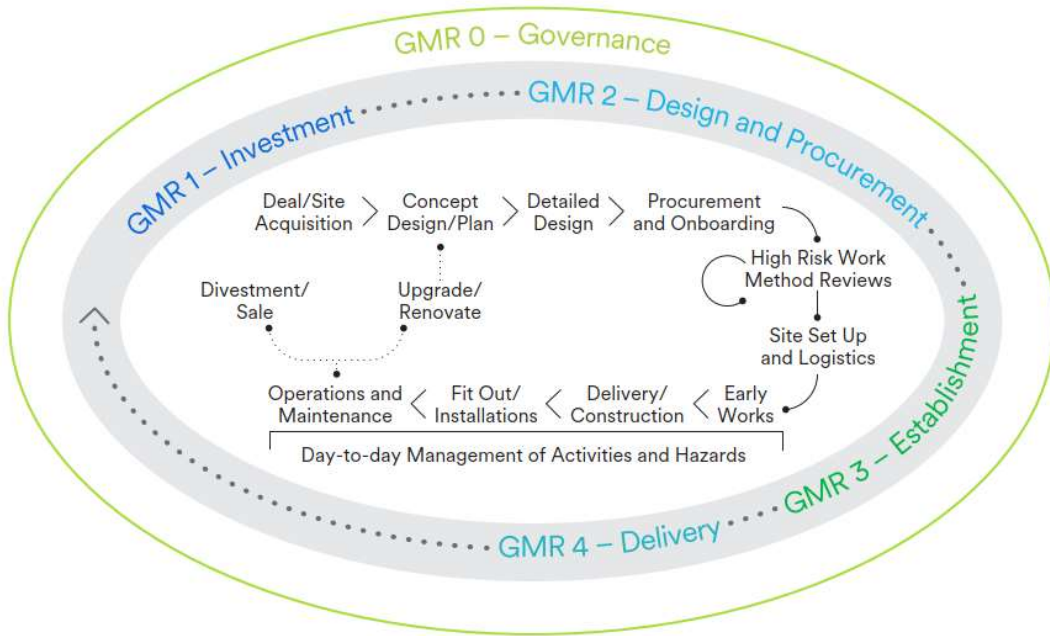 GMR 0 – Governance
GMR 1 – Investment
GMR 2 – Design and Procurement
Deal/Site
Acquisition
Concept
Design/Plan
Detailed
Design
Procurement
and Onboarding
High Risk Work
Method Reviews
Divestment/
Sale
Upgrade/
Renovate
Site Set Up
and Logistics
Operations and
Maintenance
Fit Out/
Installations
Delivery/
Construction
Early
Works
Day-to-day Management of Activities and Hazards
GMR 3 – Establishment
GMR 4 – Delivery